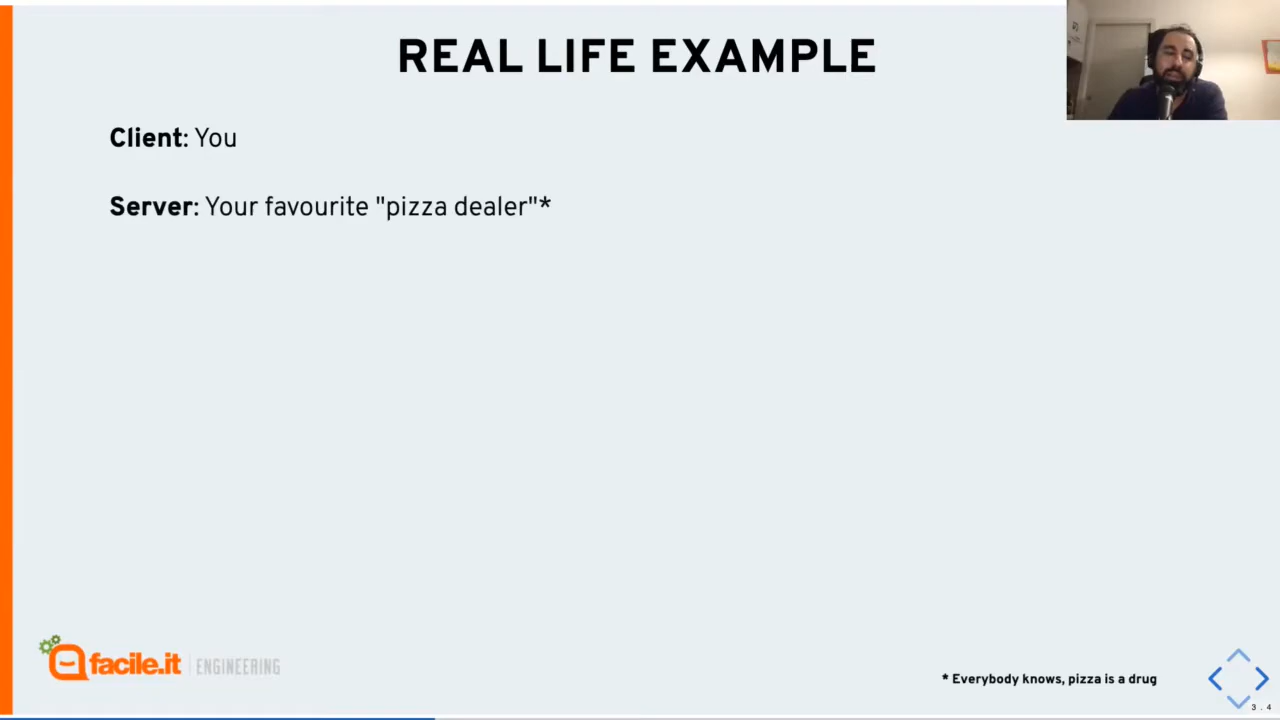 REAL LIFE EXAMPLE
Client: You
Server: Your favourite "pizza dealer"*
facile.it | ENGINEERING
* Everybody knows, pizza is a drug
3 . 4